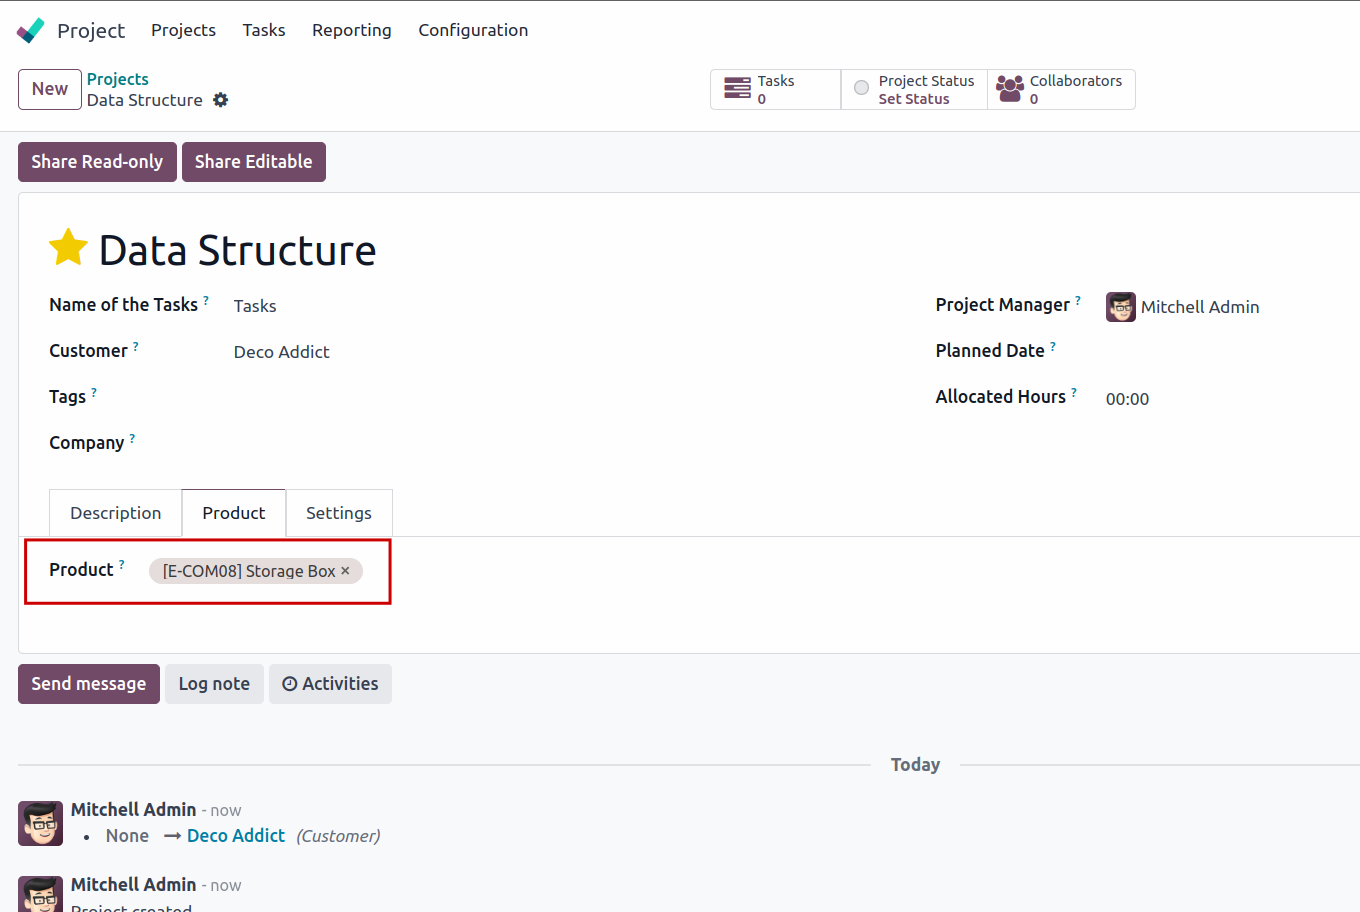 Project Projects Tasks Reporting Configuration
New
Projects
Data Structure
Tasks
0
Project Status
Set Status
Collaborators
0
Share Read-only Share Editable
Data Structure
Name of the Tasks ? Tasks
Project Manager ? Mitchell Admin
Customer ? Deco Addict
Planned Date ?
Tags ?
Allocated Hours ? 00:00
Company ?
Description Product Settings
Product ? [E-COM08] Storage Box ×
Send message Log note Activities
Today
Mitchell Admin - now
• None → Deco Addict (Customer)
Mitchell Admin - now
Project created